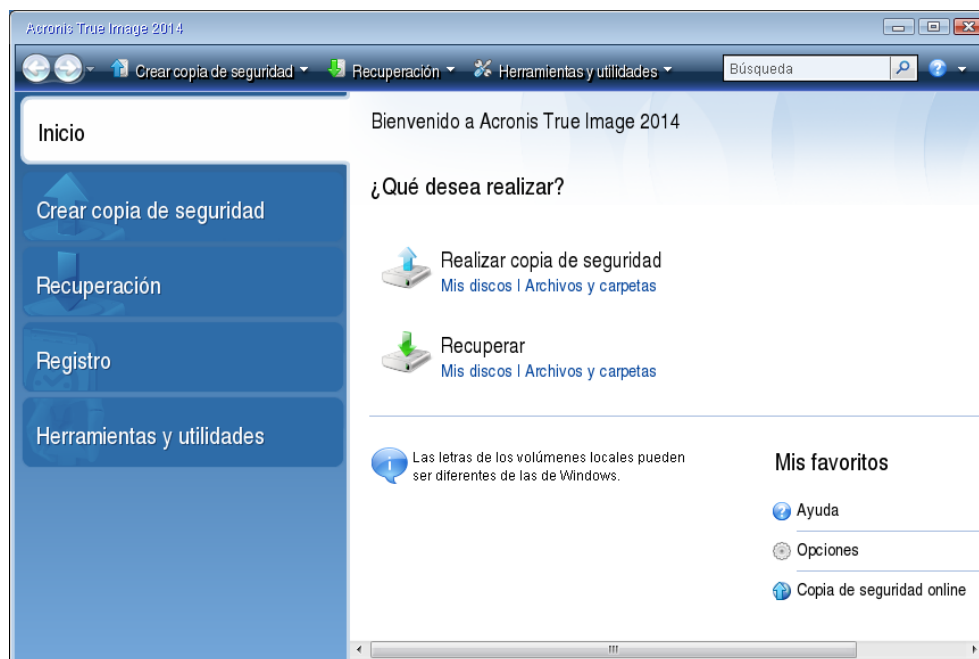 Acronis True Image 2014
Crear copia de seguridad
Recuperación
Herramientas y utilidades
Búsqueda
Inicio
Crear copia de seguridad
Recuperación
Registro
Herramientas y utilidades
Bienvenido a Acronis True Image 2014
¿Qué desea realizar?
Realizar copia de seguridad
Mis discos | Archivos y carpetas
Recuperar
Mis discos | Archivos y carpetas
Las letras de los volúmenes locales pueden
ser diferentes de las de Windows.
Mis favoritos
Ayuda
Opciones
Copia de seguridad online